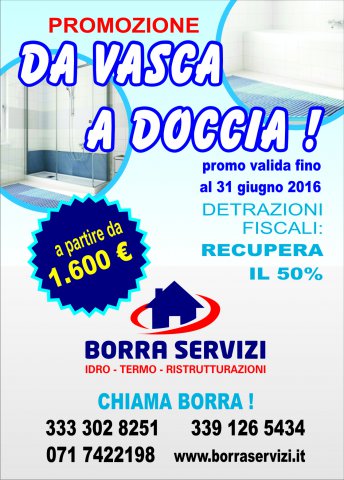 PROMOZIONE
DA VASCA
A DOCCIA !
promo valida fino
al 31 giugno 2016
DETRAZIONI
FISCALI:
RECUPERA
IL 50%
a partire da
1.600 €
BORRA SERVIZI
IDRO - TERMO - RISTRUTTURAZIONI
CHIAMA BORRA !
333 302 8251 339 126 5434
071 7422198 www.borraservizi.it